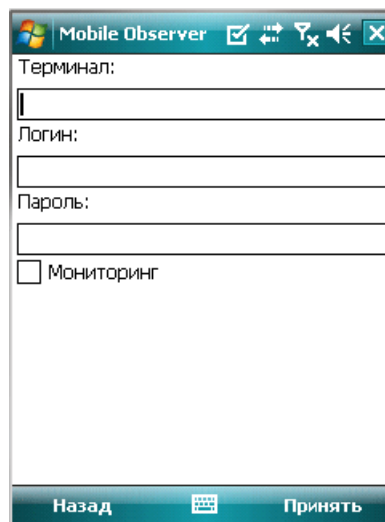 Mobile Observer
Терминал:
Логин:
Пароль:
Мониторинг
Назад Принять